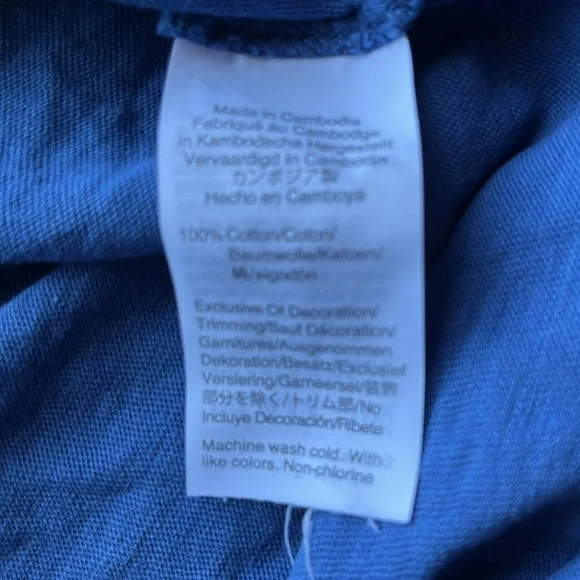 Made in Cambodia
Fabriqué au Cambodge
in Kambodscha Hergestellt
Vervaardigd in Cambodja
カンボジア製
Hecho en Camboya
100% Cotton/Coton/
Baumwolle/Katoen/
綿/algodón
Exclusive Of Decoration/
Trimming/Sauf Décoration/
Garnitures/Ausgenommen
Dekoration/Besatz/Exclusief
Versiering/Garneersel/装飾
部分を除く/トリム部/No
Incluye Decoración/Ribete
Machine wash cold. With
like colors. Non-chlorine